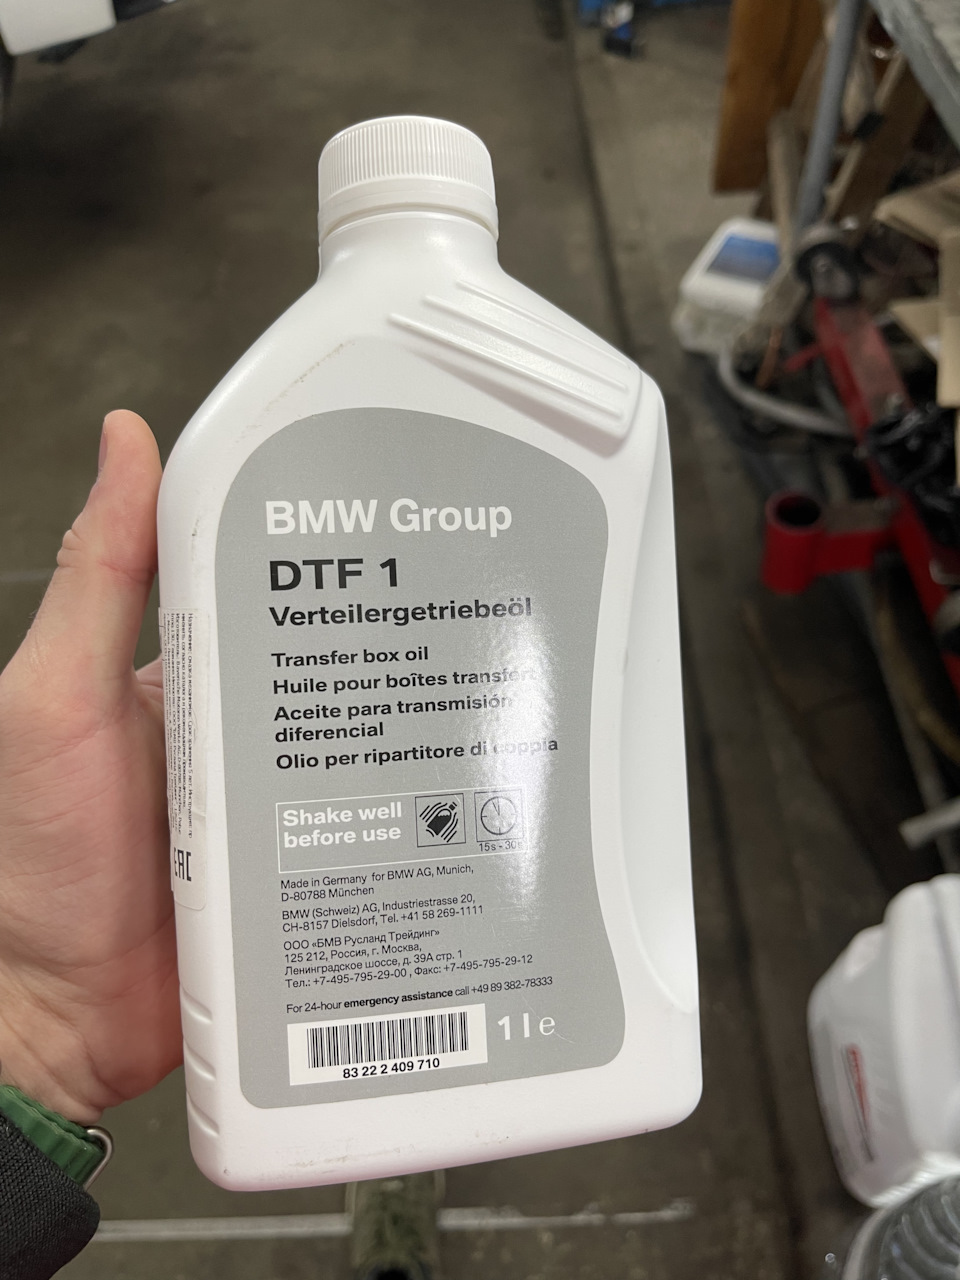 BMW Group
DTF 1
Verteilergetriebeöl
Transfer box oil
Huile pour boîtes transfert
Aceite para transmisión
diferencial
Olio per ripartitore di coppia
Shake well
before use
15s - 30s
Made in Germany for BMW AG, Munich,
D-80788 München
BMW (Schweiz) AG, Industriestrasse 20,
CH-8157 Dielsdorf, Tel. +41 58 269-1111
ООО «БМВ Русланд Трейдинг»
125 212, Россия, г. Москва,
Ленинградское шоссе, д. 39А стр. 1
Тел.: +7-495-795-29-00 , Факс: +7-495-795-29-12
For 24-hour emergency assistance call +49 89 382-78333
83 22 2 409 710
1 l e
EAC